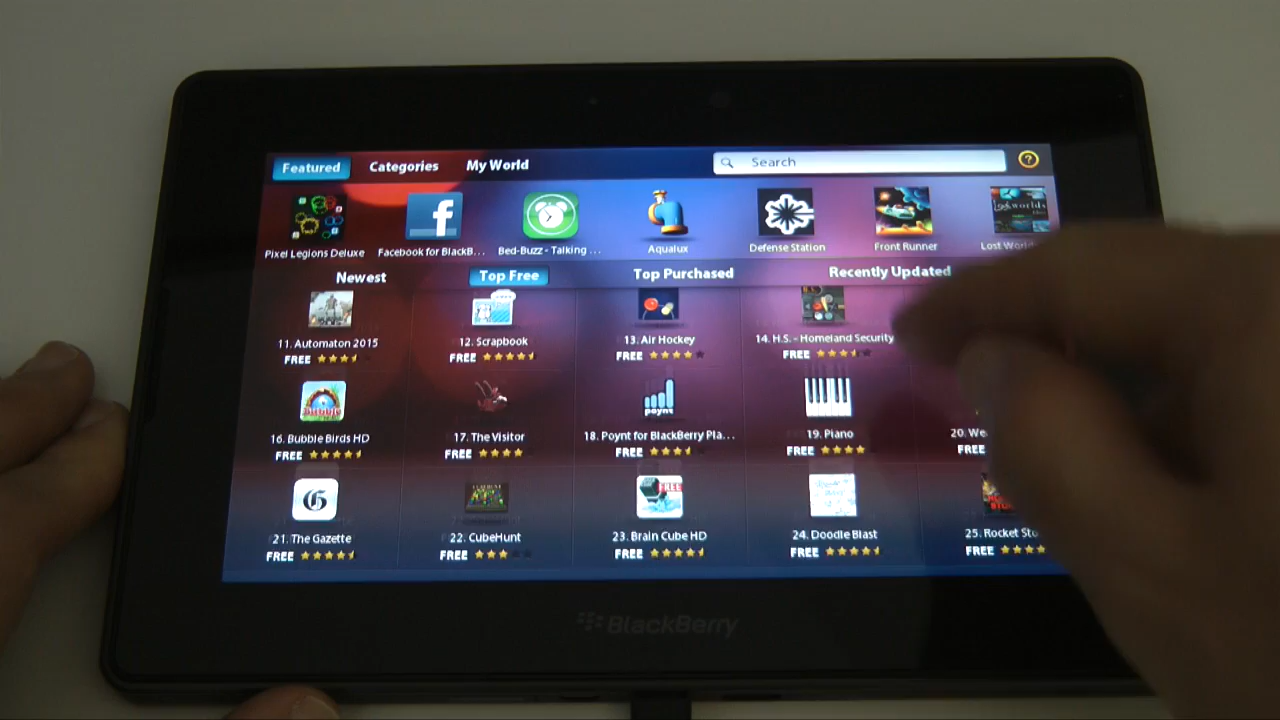 Featured Categories My World Search ?
Pixel Legions Deluxe Facebook for BlackB... Bed-Buzz - Talking ... Aqualux Defense Station Front Runner Lost
Newest Top Free Top Purchased Recently Updated
11. Automaton 2015 12. Scrapbook 13. Air Hockey 14. H.S. - Homeland Security
FREE FREE FREE FREE
Bubble poynt
16. Bubble Birds HD 17. The Visitor 18. Poynt for BlackBerry Pla... 19. Piano 20.
FREE FREE FREE FREE FREE
G FREE
21. The Gazette 22. CubeHunt 23. Brain Cube HD 24. Doodle Blast 25. Rocket
FREE FREE FREE FREE FREE
BlackBerry